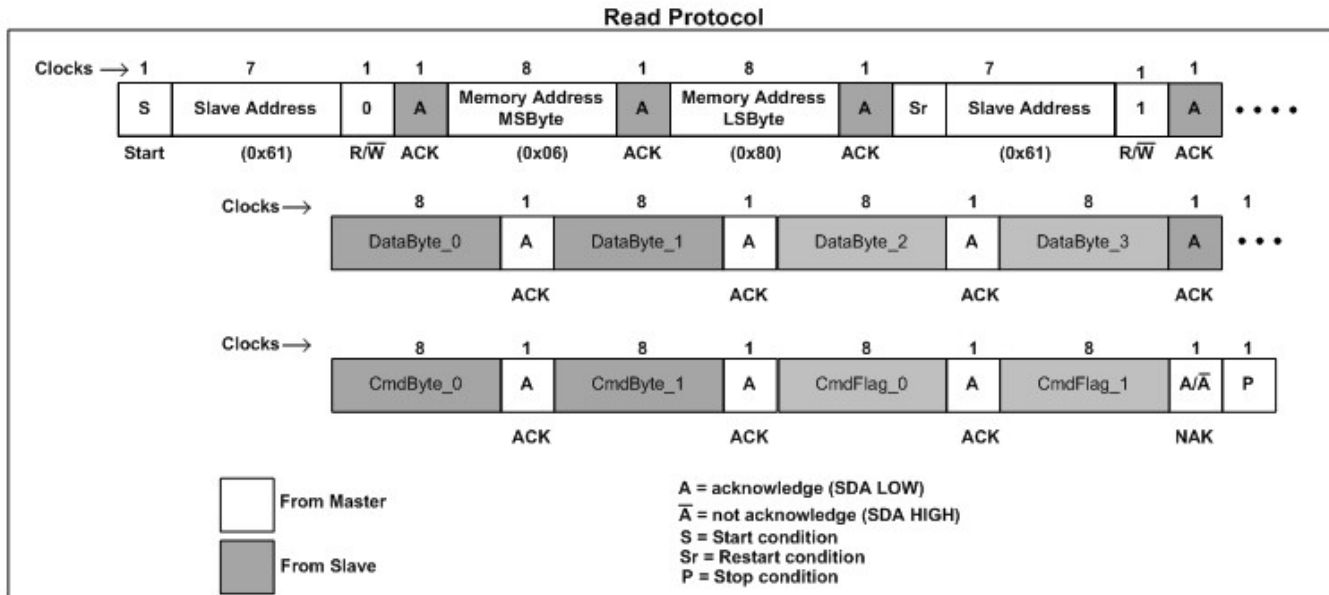 Read Protocol
Clocks → 1 7 1 1 8 1 8 1 7 1 1
S Slave Address 0 A Memory Address MSByte A Memory Address LSByte A Sr Slave Address 1 A • • • •
Start (0x61) R/W̅ ACK (0x06) ACK (0x80) ACK (0x61) R/W̅ ACK
Clocks → 8 1 8 1 8 1 8 1 1
DataByte_0 A DataByte_1 A DataByte_2 A DataByte_3 A • • •
ACK ACK ACK ACK
Clocks → 8 1 8 1 8 1 8 1 1
CmdByte_0 A CmdByte_1 A CmdFlag_0 A CmdFlag_1 A/A̅ P
ACK ACK ACK NAK
From Master
From Slave
A = acknowledge (SDA LOW)
A̅ = not acknowledge (SDA HIGH)
S = Start condition
Sr = Restart condition
P = Stop condition